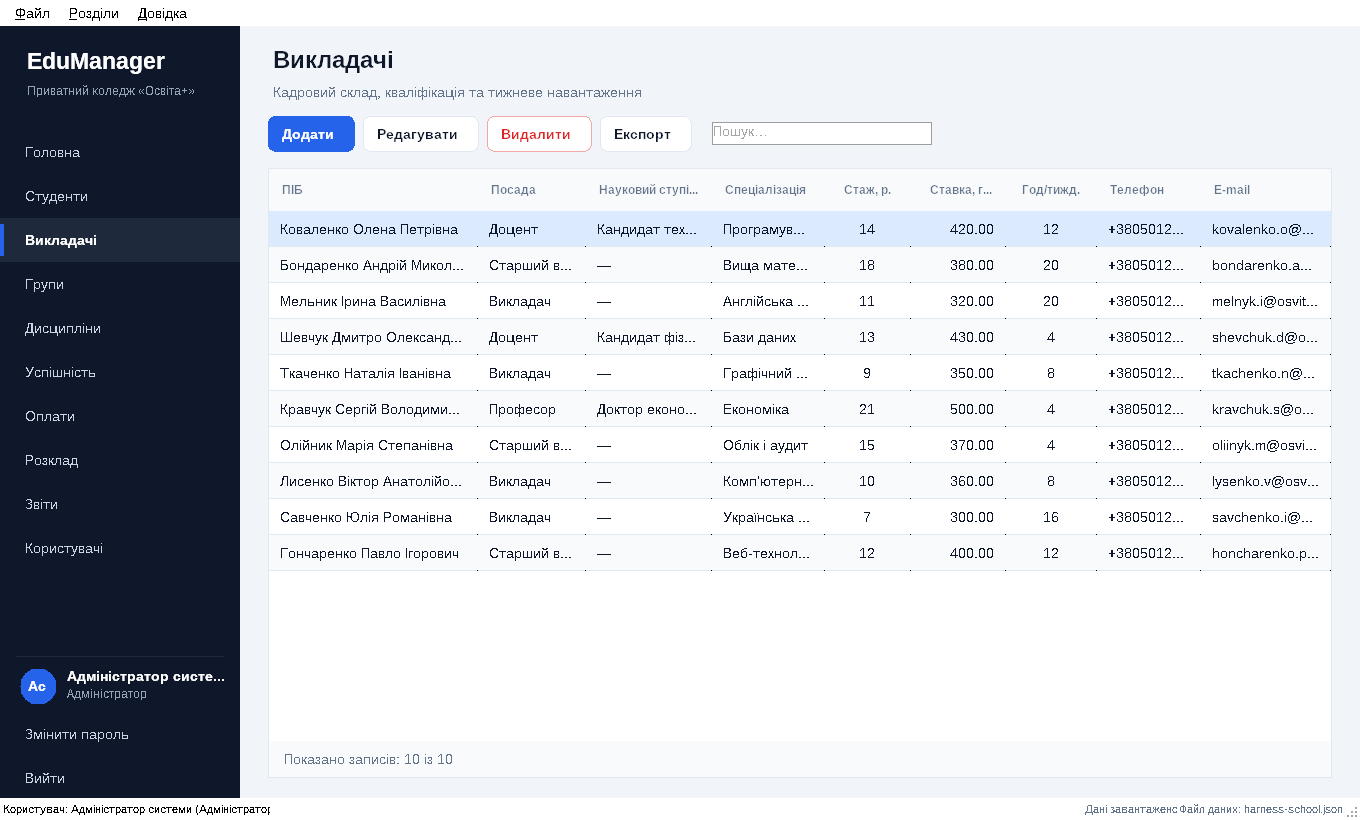 Файл Розділи Довідка
EduManager
Приватний коледж «Освіта+»
Головна
Студенти
Викладачі
Групи
Дисципліни
Успішність
Оплати
Розклад
Звіти
Користувачі
Ас
Адміністратор систе...
Адміністратор
Змінити пароль
Вийти
Викладачі
Кадровий склад, кваліфікація та тижневе навантаження
Додати Редагувати Видалити Експорт Пошук...
ПІБ Посада Науковий ступі... Спеціалізація Стаж, р. Ставка, г... Год/тижд. Телефон E-mail
Коваленко Олена Петрівна Доцент Кандидат тех... Програмув... 14 420.00 12 +3805012... kovalenko.o@...
Бондаренко Андрій Микол... Старший в... — Вища мате... 18 380.00 20 +3805012... bondarenko.a...
Мельник Ірина Василівна Викладач — Англійська ... 11 320.00 20 +3805012... melnyk.i@osvit...
Шевчук Дмитро Олександ... Доцент Кандидат фіз... Бази даних 13 430.00 4 +3805012... shevchuk.d@o...
Ткаченко Наталія Іванівна Викладач — Графічний ... 9 350.00 8 +3805012... tkachenko.n@...
Кравчук Сергій Володими... Професор Доктор еконо... Економіка 21 500.00 4 +3805012... kravchuk.s@o...
Олійник Марія Степанівна Старший в... — Облік і аудит 15 370.00 4 +3805012... oliinyk.m@osvi...
Лисенко Віктор Анатолійо... Викладач — Комп'ютерн... 10 360.00 8 +3805012... lysenko.v@osv...
Савченко Юлія Романівна Викладач — Українська ... 7 300.00 16 +3805012... savchenko.i@...
Гончаренко Павло Ігорович Старший в... — Веб-технол... 12 400.00 12 +3805012... honcharenko.p...
Показано записів: 10 із 10
Користувач: Адміністратор системи (Адміністратор Дані завантажено Файл даних: harness-school.json